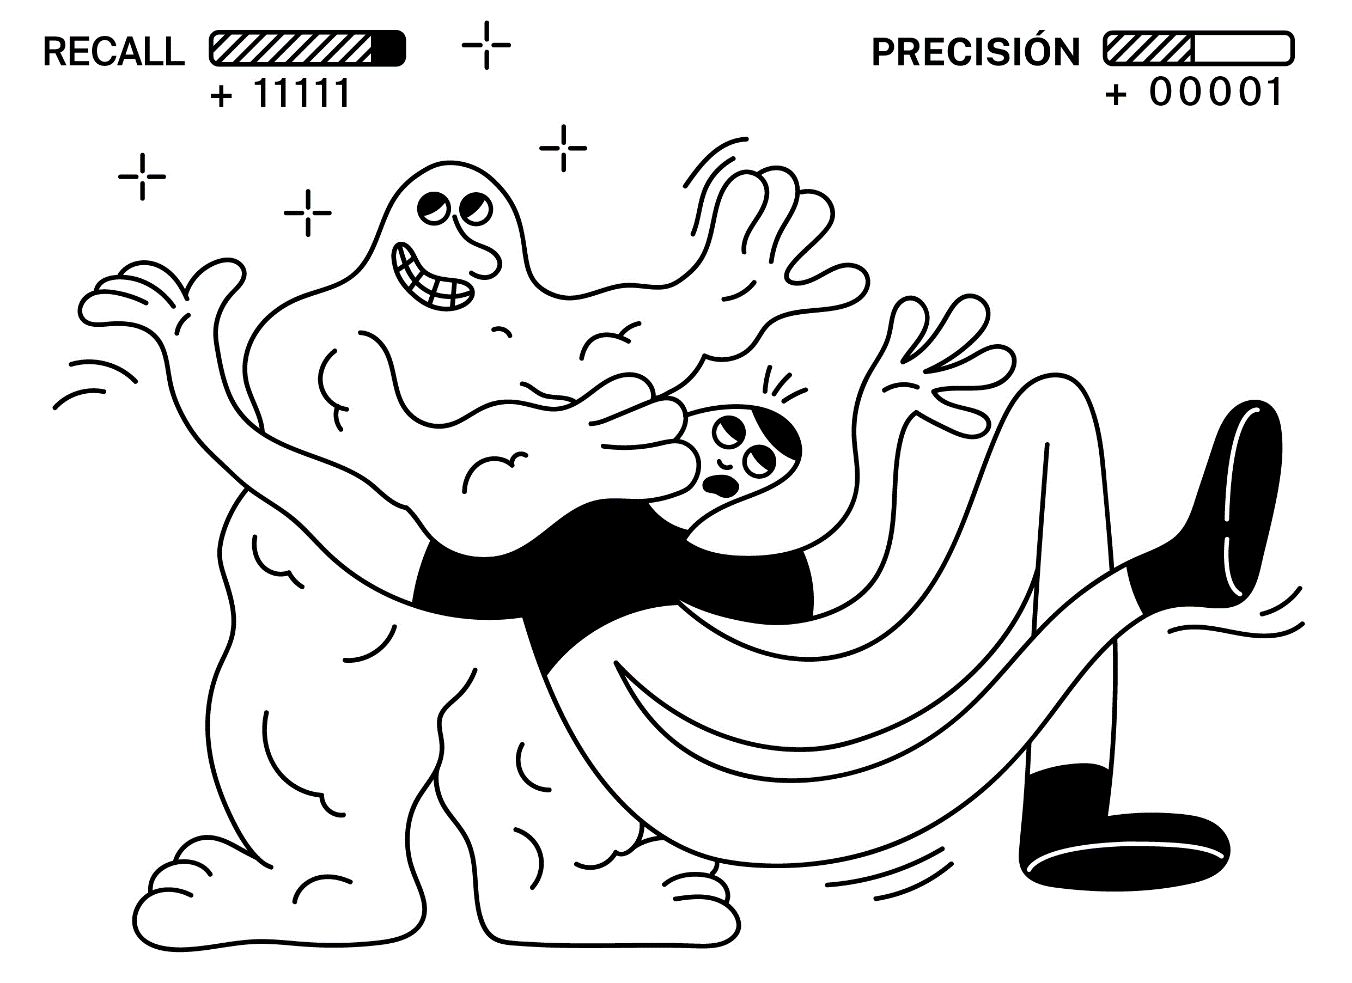 RECALL
+ 11111
PRECISIÓN
+ 00001